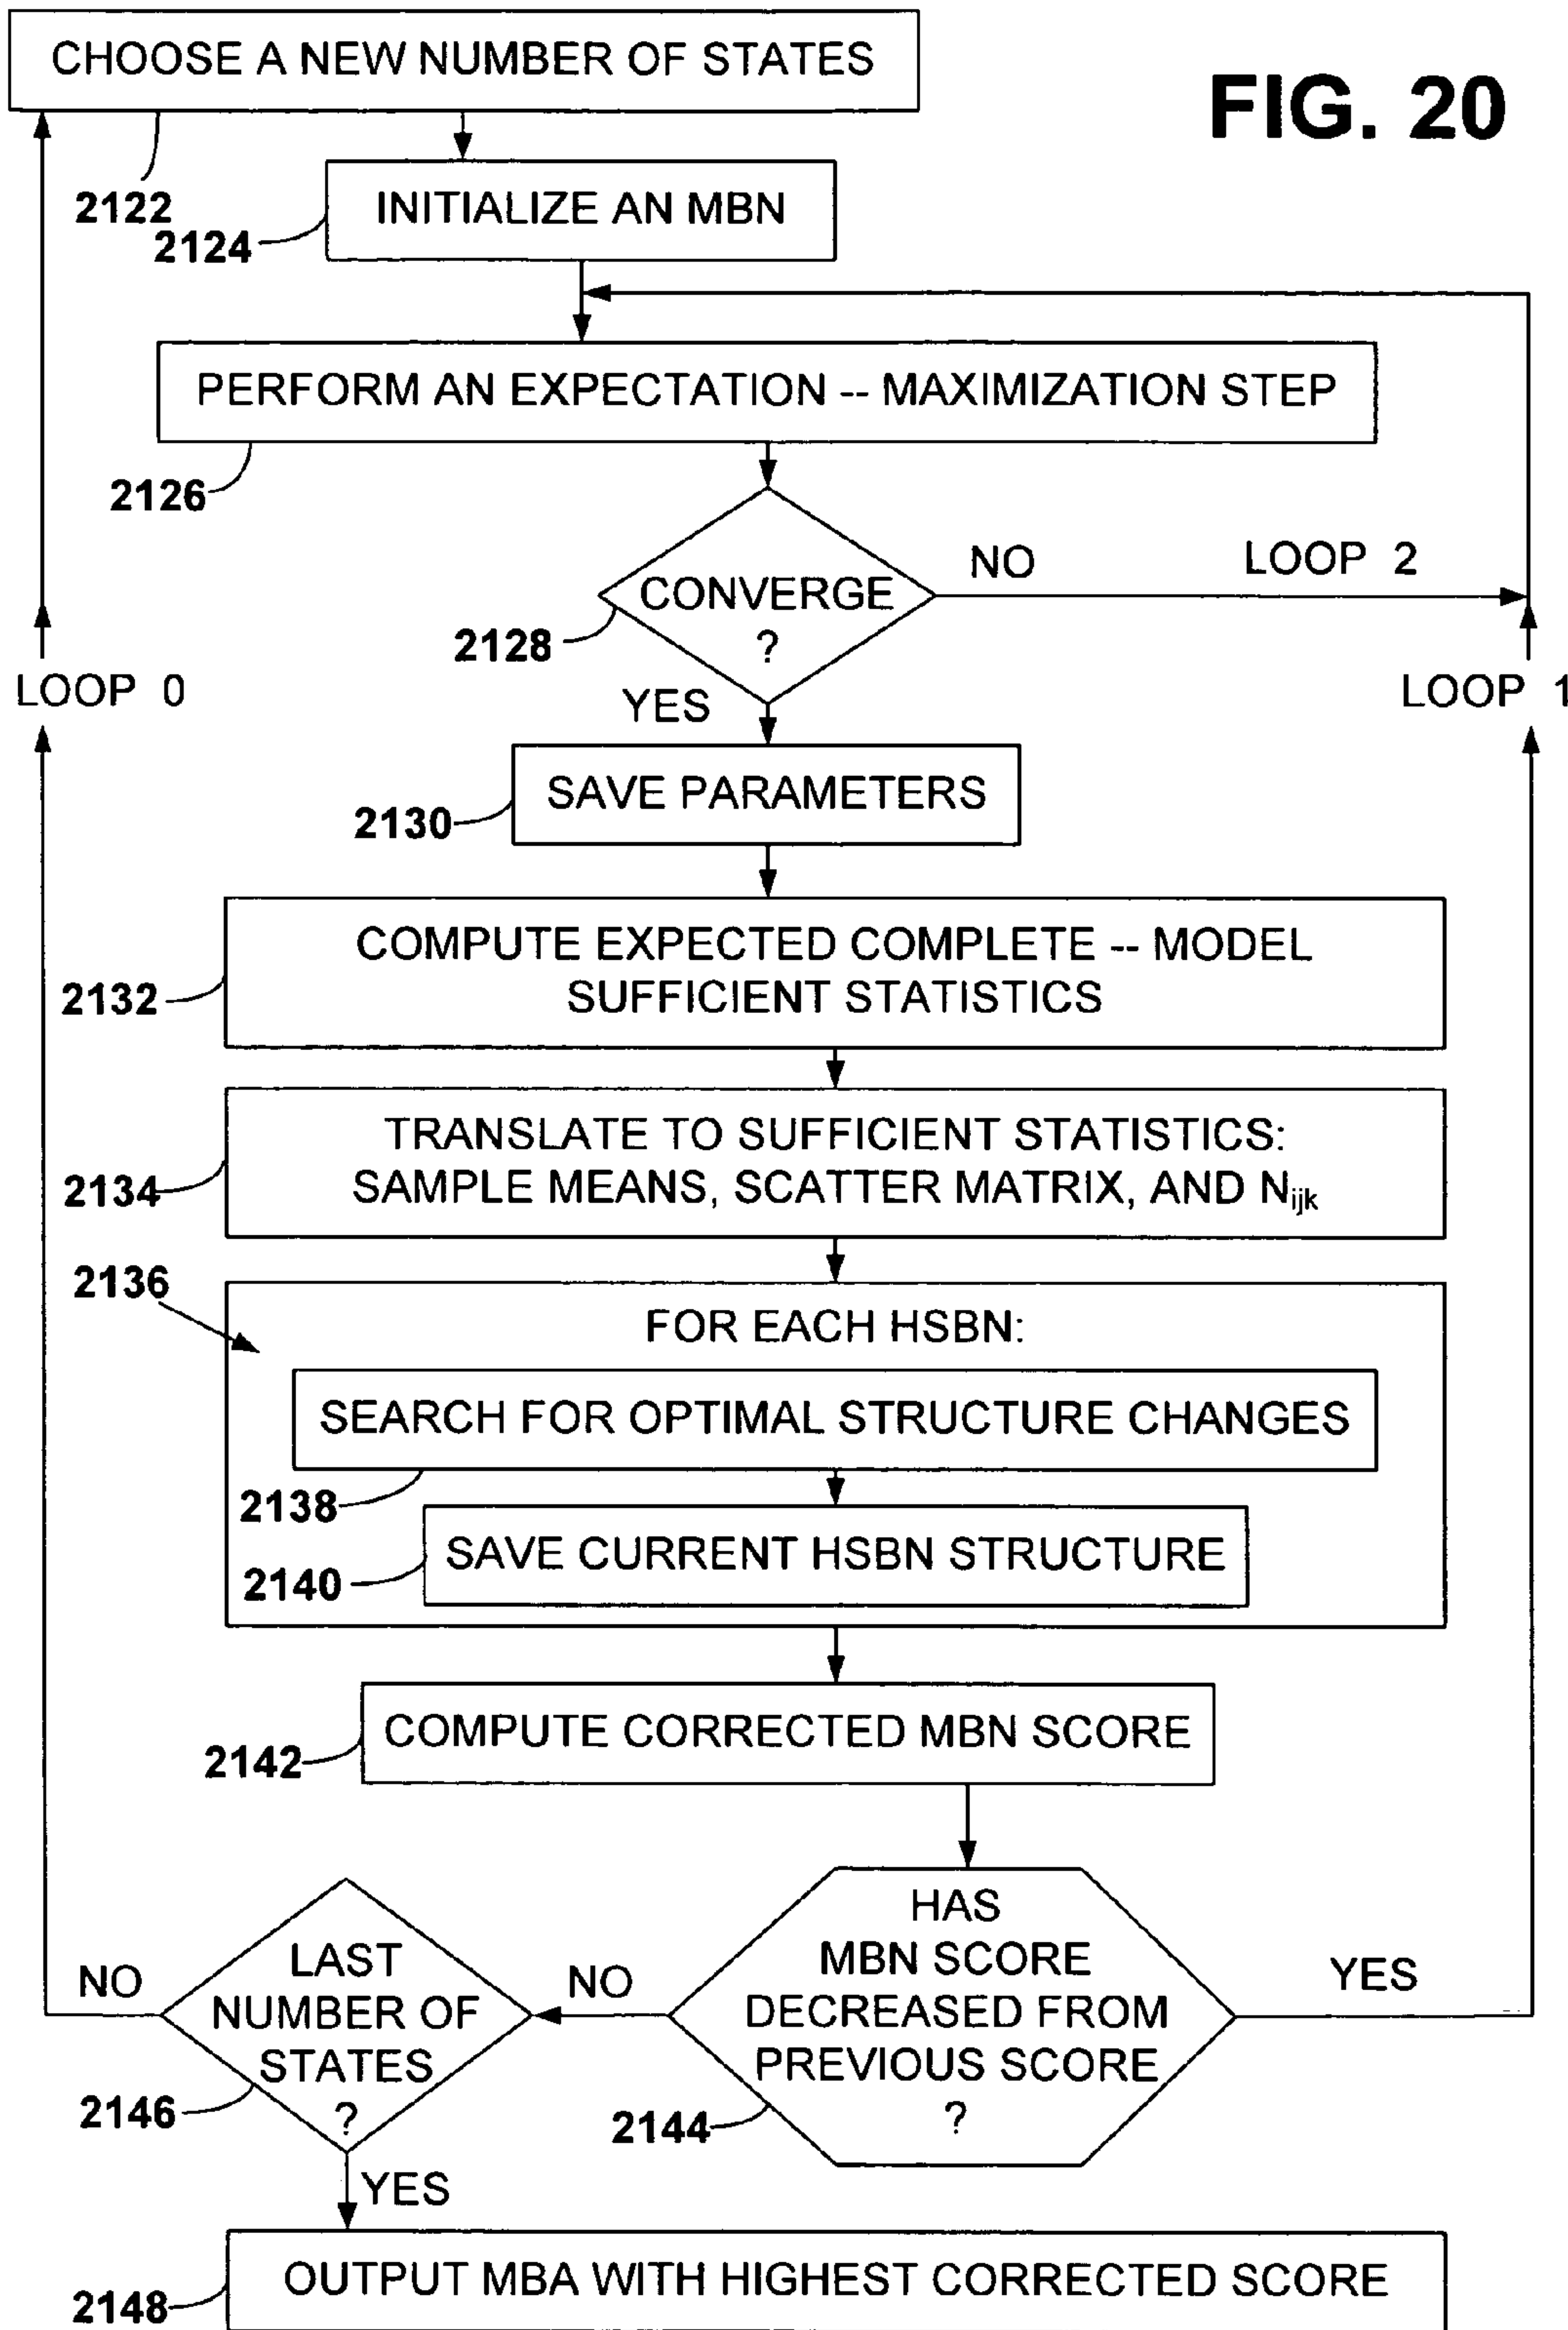 CHOOSE A NEW NUMBER OF STATES
FIG. 20
2122
INITIALIZE AN MBN
2124
PERFORM AN EXPECTATION -- MAXIMIZATION STEP
2126
CONVERGE
?
2128
NO
LOOP 2
LOOP 0
LOOP 1
YES
SAVE PARAMETERS
2130
COMPUTE EXPECTED COMPLETE -- MODEL
SUFFICIENT STATISTICS
2132
TRANSLATE TO SUFFICIENT STATISTICS:
SAMPLE MEANS, SCATTER MATRIX, AND Nijk
2134
2136
FOR EACH HSBN:
SEARCH FOR OPTIMAL STRUCTURE CHANGES
2138
SAVE CURRENT HSBN STRUCTURE
2140
COMPUTE CORRECTED MBN SCORE
2142
HAS
MBN SCORE
DECREASED FROM
PREVIOUS SCORE
?
2144
YES
NO
LAST
NUMBER OF
STATES
?
2146
NO
YES
OUTPUT MBA WITH HIGHEST CORRECTED SCORE
2148